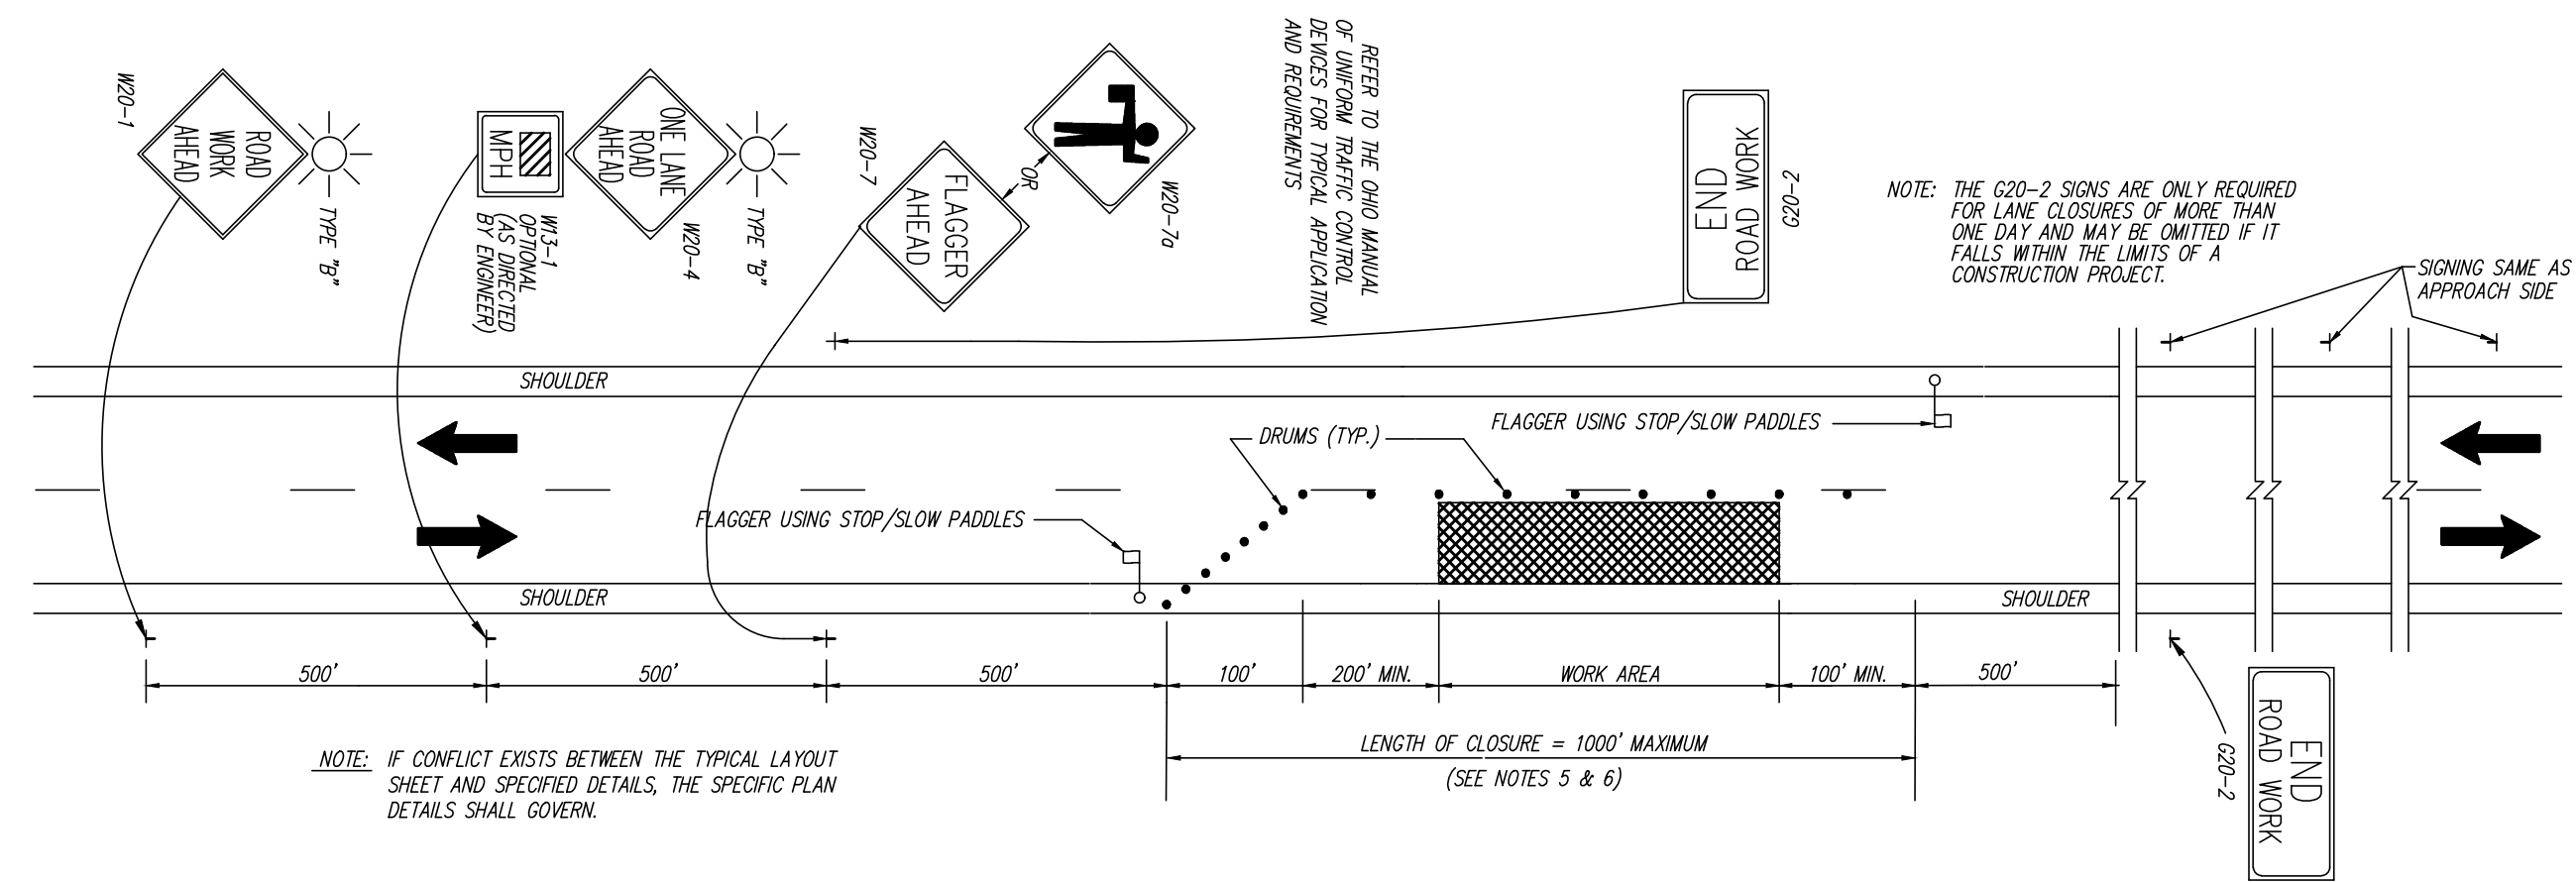 W20-1
ROAD
WORK
AHEAD
TYPE "B"
MPH
W13-1
OPTIONAL
(AS DIRECTED
BY ENGINEER)
ONE LANE
ROAD
AHEAD
W20-4
TYPE "B"
W20-7
FLAGGER
AHEAD
OR
W20-7a
REFER TO THE OHIO MANUAL
OF UNIFORM TRAFFIC CONTROL
DEVICES FOR TYPICAL APPLICATION
AND REQUIREMENTS
END
ROAD WORK
G20-2
NOTE: THE G20-2 SIGNS ARE ONLY REQUIRED
FOR LANE CLOSURES OF MORE THAN
ONE DAY AND MAY BE OMITTED IF IT
FALLS WITHIN THE LIMITS OF A
CONSTRUCTION PROJECT.
SIGNING SAME AS
APPROACH SIDE
SHOULDER
FLAGGER USING STOP/SLOW PADDLES
DRUMS (TYP.)
FLAGGER USING STOP/SLOW PADDLES
SHOULDER
SHOULDER
500'
500'
500'
100'
200' MIN.
WORK AREA
100' MIN.
500'
LENGTH OF CLOSURE = 1000' MAXIMUM
(SEE NOTES 5 & 6)
NOTE: IF CONFLICT EXISTS BETWEEN THE TYPICAL LAYOUT
SHEET AND SPECIFIED DETAILS, THE SPECIFIC PLAN
DETAILS SHALL GOVERN.
G20-2
END
ROAD WORK